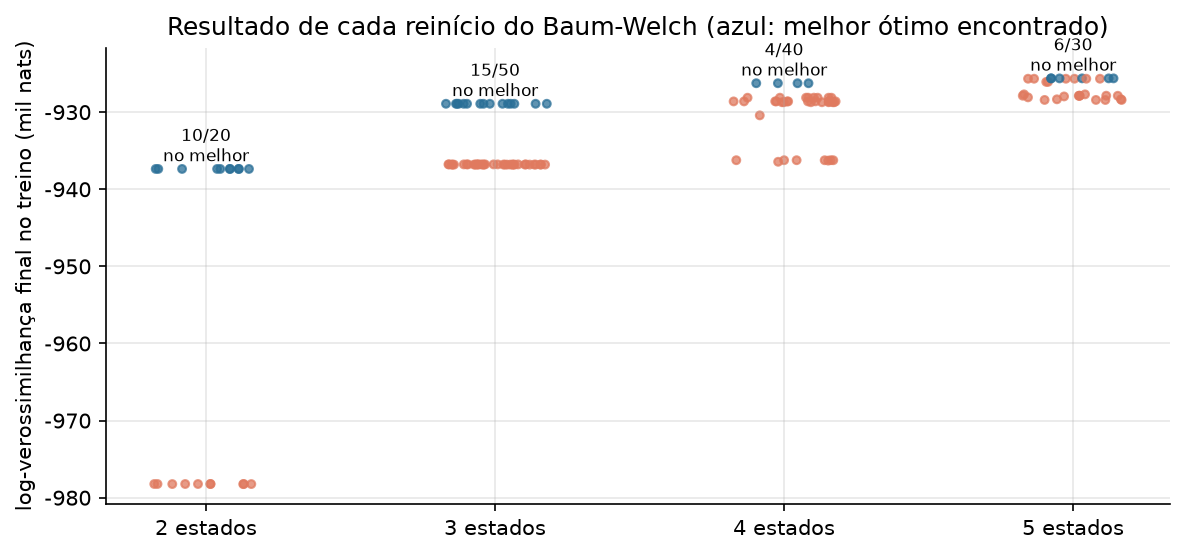 Resultado de cada reinício do Baum-Welch (azul: melhor ótimo encontrado)
log-verossimilhança final no treino (mil nats)
-930
-940
-950
-960
-970
-980
10/20
no melhor
15/50
no melhor
4/40
no melhor
6/30
no melhor
2 estados
3 estados
4 estados
5 estados